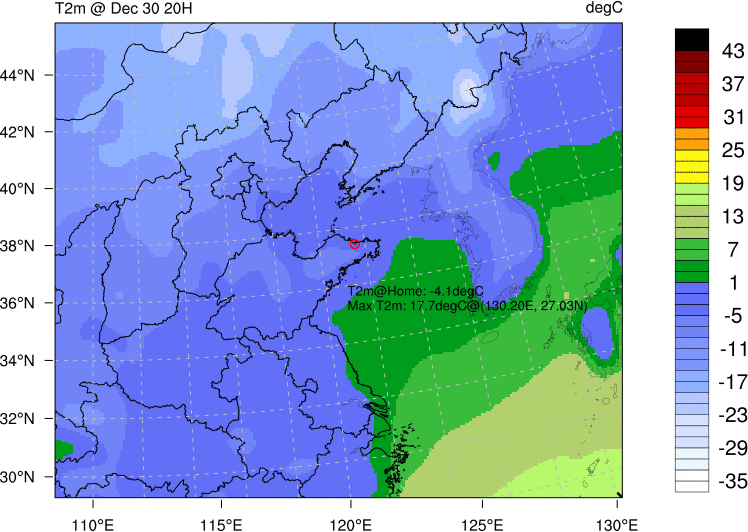 T2m @ Dec 30 20H
degC
44°N
42°N
40°N
38°N
36°N
34°N
32°N
30°N
T2m@Home: -4.1degC
Max T2m: 17.7degC@(130.20E, 27.03N)
110°E
115°E
120°E
125°E
130°E
43
37
31
25
19
13
7
1
-5
-11
-17
-23
-29
-35